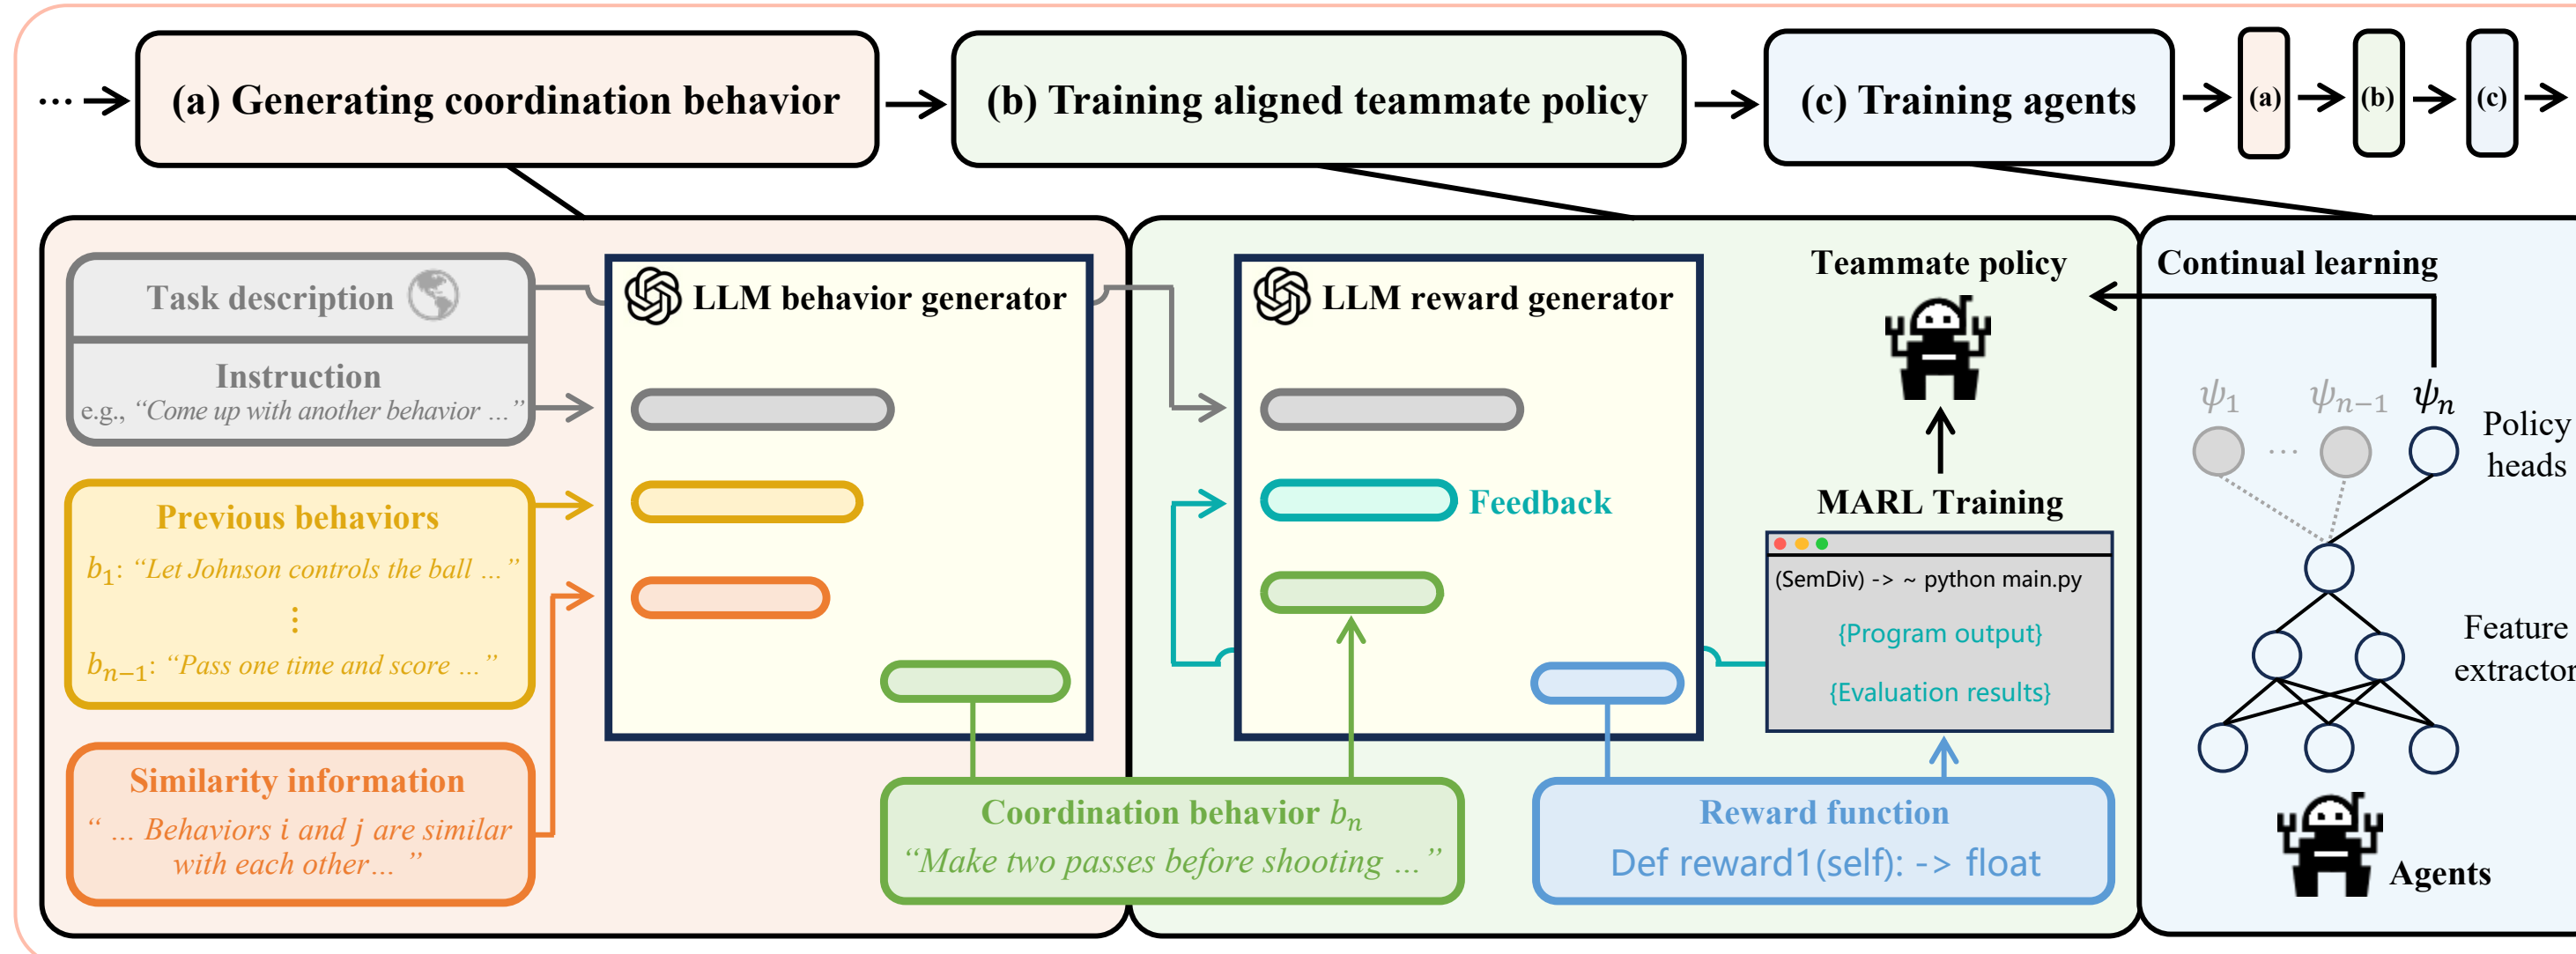 ... (a) Generating coordination behavior (b) Training aligned teammate policy (c) Training agents (a) (b) (c)
Task description
Instruction
e.g., “Come up with another behavior ...”
Previous behaviors
b1: “Let Johnson controls the ball ...”
⋮
bn−1: “Pass one time and score ...”
Similarity information
“ ... Behaviors i and j are similar
with each other... ”
LLM behavior generator
Coordination behavior bn
“Make two passes before shooting ...”
LLM reward generator
Feedback
Reward function
Def reward1(self): -> float
Teammate policy
MARL Training
(SemDiv) -> ~ python main.py
{Program output}
{Evaluation results}
Continual learning
ψ1 ψn−1 ψn
...
Policy
heads
Feature
extractor
Agents